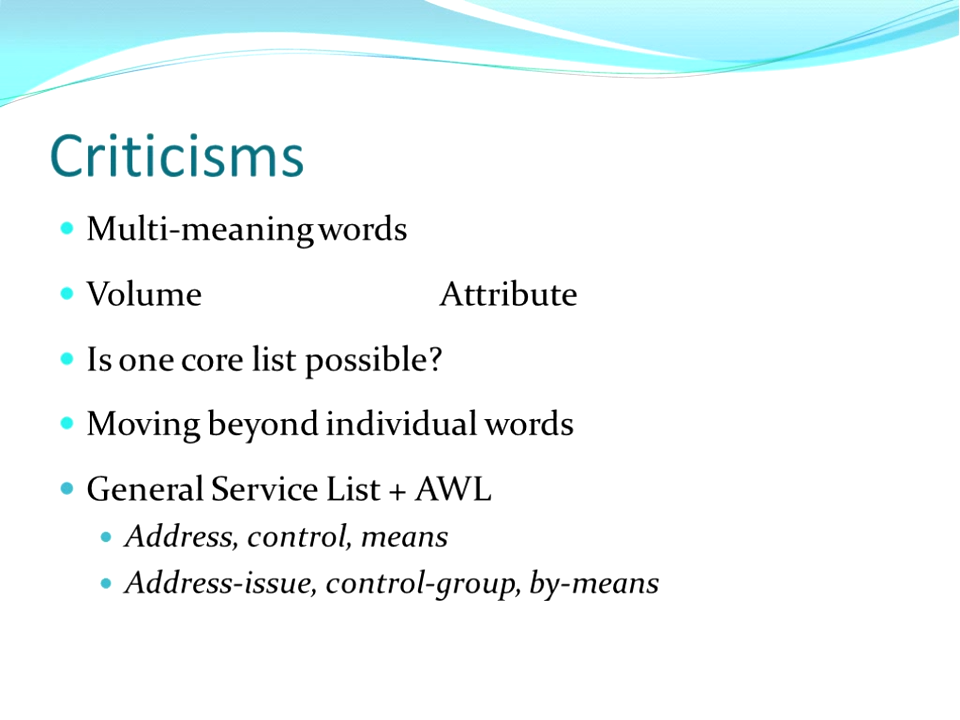 Criticisms
Multi-meaning words
Volume Attribute
Is one core list possible?
Moving beyond individual words
General Service List + AWL
Address, control, means
Address-issue, control-group, by-means